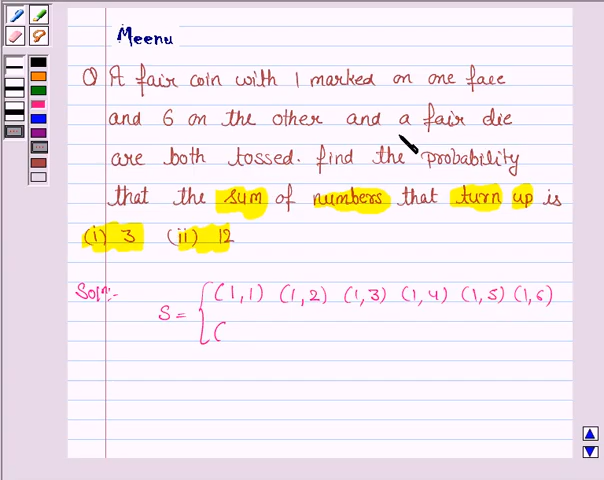 Meenu
Q A fair coin with 1 marked on one face
and 6 on the other and a fair die
are both tossed. find the probability
that the sum of numbers that turn up is
(i) 3 (ii) 12
Soln:-
S = { (1,1) (1,2) (1,3) (1,4) (1,5) (1,6)
(